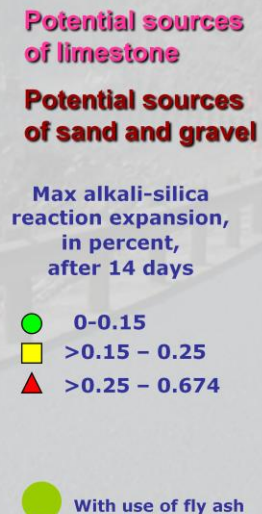 Potential sources
of limestone
Potential sources
of sand and gravel
Max alkali-silica
reaction expansion,
in percent,
after 14 days
0-0.15
>0.15 – 0.25
>0.25 – 0.674
With use of fly ash